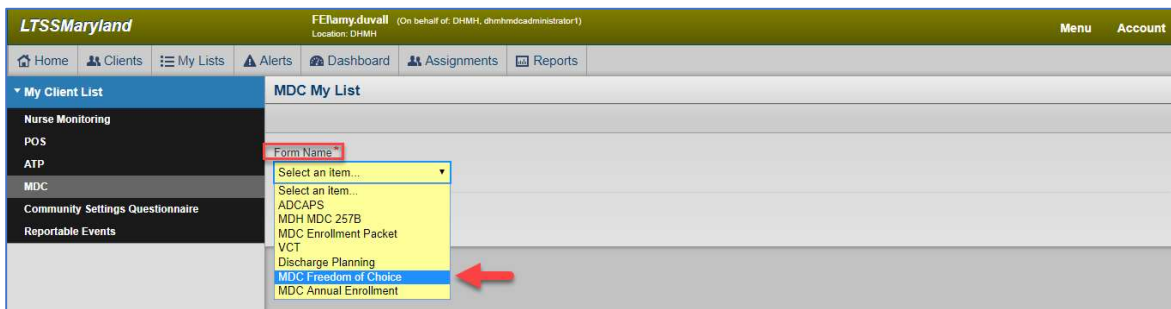 LTSSMaryland
FEI\amy.duvall (On behalf of: DHMH, dhmhmdcadministrator1)
Location: DHMH
Menu Account
Home Clients My Lists Alerts Dashboard Assignments Reports
My Client List
Nurse Monitoring
POS
ATP
MDC
Community Settings Questionnaire
Reportable Events
MDC My List
Form Name*
Select an item...
Select an item...
ADCAPS
MDH MDC 257B
MDC Enrollment Packet
VCT
Discharge Planning
MDC Freedom of Choice
MDC Annual Enrollment